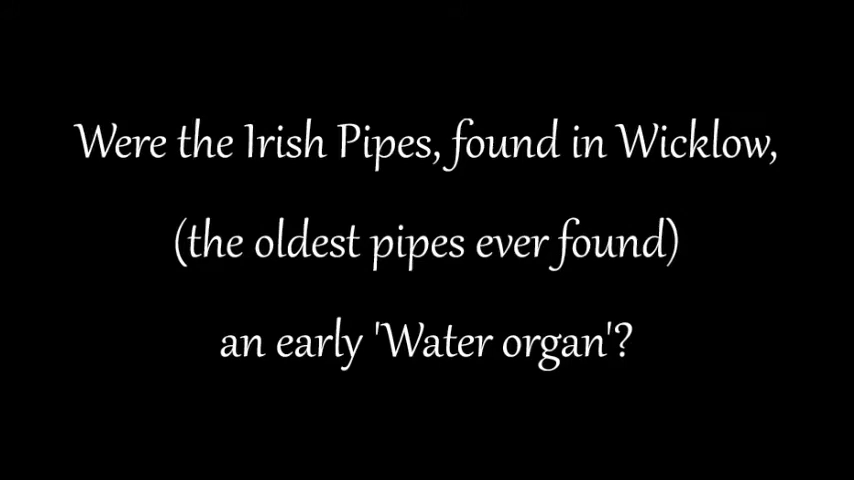 Were the Irish Pipes, found in Wicklow,
(the oldest pipes ever found)
an early 'Water organ'?